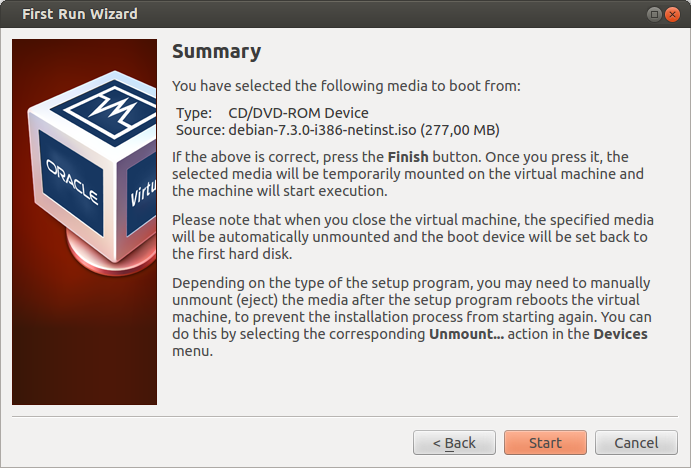 First Run Wizard
Summary
You have selected the following media to boot from:
Type: CD/DVD-ROM Device
Source: debian-7.3.0-i386-netinst.iso (277,00 MB)
If the above is correct, press the Finish button. Once you press it, the
selected media will be temporarily mounted on the virtual machine and
the machine will start execution.
Please note that when you close the virtual machine, the specified media
will be automatically unmounted and the boot device will be set back to
the first hard disk.
Depending on the type of the setup program, you may need to manually
unmount (eject) the media after the setup program reboots the virtual
machine, to prevent the installation process from starting again. You can
do this by selecting the corresponding Unmount... action in the Devices
menu.
ORACLE
Virtu
< Back
Start
Cancel